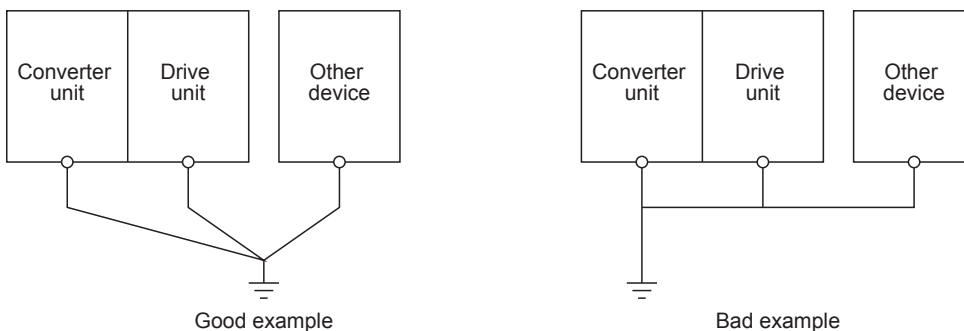 Converter
unit
Drive
unit
Other
device
Good example
Converter
unit
Drive
unit
Other
device
Bad example